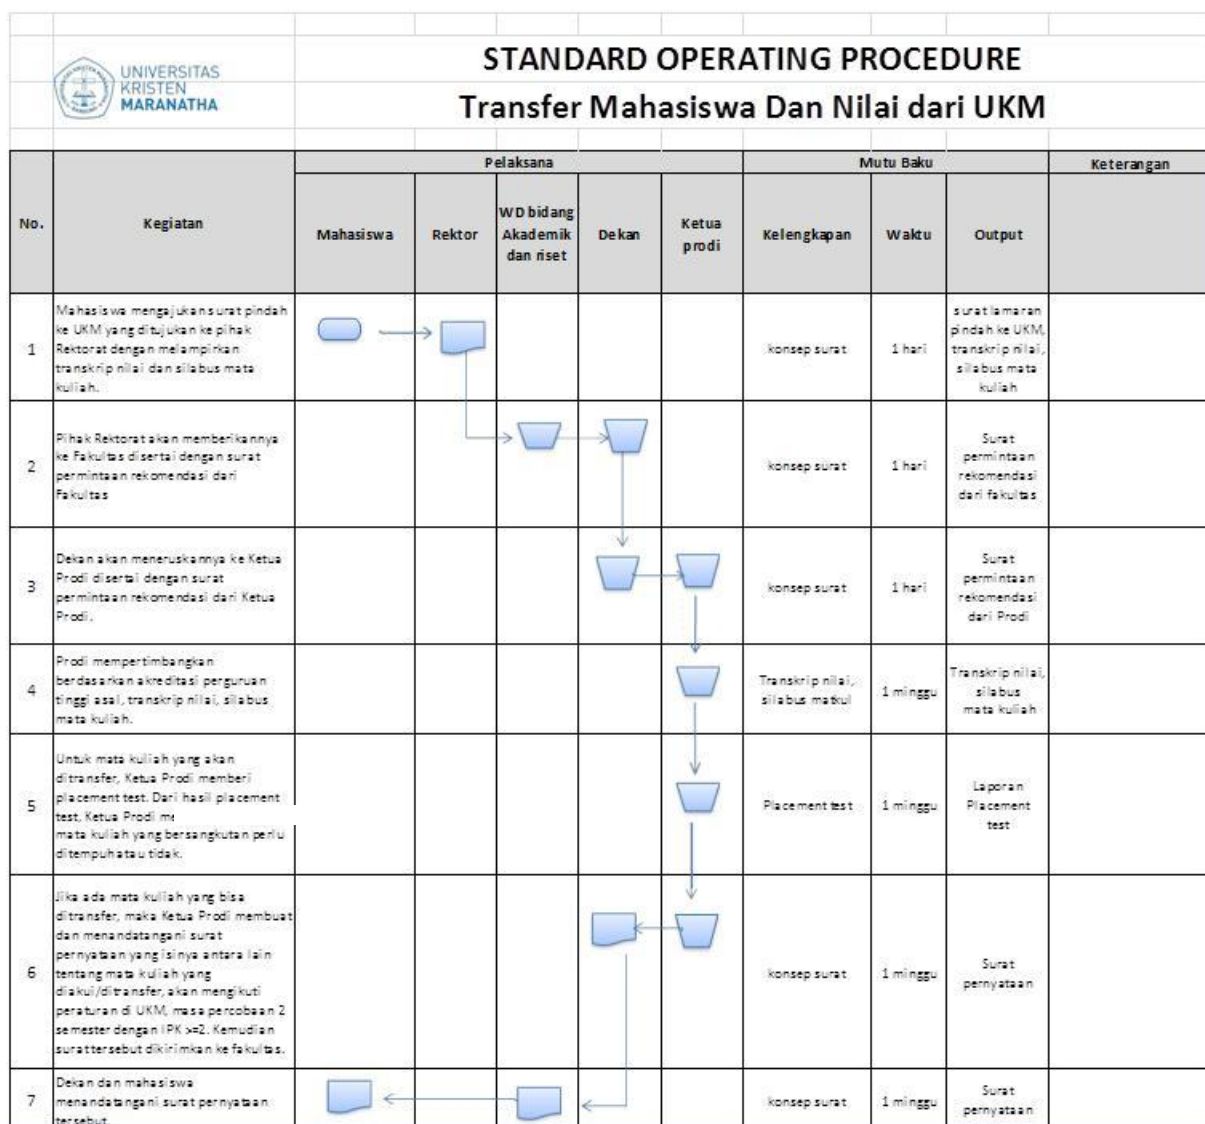 UNIVERSITAS
KRISTEN
MARANATHA
STANDARD OPERATING PROCEDURE
Transfer Mahasiswa Dan Nilai dari UKM
No.
Kegiatan
Pelaksana
Mutu Baku
Keterangan
Mahasiswa
Rektor
WD bidang
Akademik
dan riset
Dekan
Ketua
prodi
Kelengkapan
Waktu
Output
1
Mahasiswa mengajukan surat pindah
ke UKM yang ditujukan ke pihak
Rektorat dengan melampirkan
transkrip nilai dan silabus mata
kuliah.
konsep surat
1 hari
surat lamaran
pindah ke UKM,
transkrip nilai,
silabus mata
kuliah
2
Pihak Rektorat akan memberikannya
ke Fakultas disertai dengan surat
permintaan rekomendasi dari
Fakultas
konsep surat
1 hari
Surat
permintaan
rekomendasi
dari fakultas
3
Dekan akan meneruskannya ke Ketua
Prodi disertai dengan surat
permintaan rekomendasi dari Ketua
Prodi.
konsep surat
1 hari
Surat
permintaan
rekomendasi
dari Prodi
4
Prodi mempertimbangkan
berdasarkan akreditasi perguruan
tinggi asal, transkrip nilai, silabus
mata kuliah.
Transkrip nilai,
silabus matkul
1 minggu
Transkrip nilai,
silabus
mata kuliah
5
Untuk mata kuliah yang akan
ditransfer, Ketua Prodi memberi
placement test. Dari hasil placement
test, Ketua Prodi
mata kuliah yang bersangkutan perlu
ditempuh atau tidak.
Placement test
1 minggu
Laporan
Placement
test
6
Jika ada mata kuliah yang bisa
ditransfer, maka Ketua Prodi membuat
dan menandatangani surat
pernyataan yang isinya antara lain
tentang mata kuliah yang
diakui/ditransfer, akan mengikuti
peraturan di UKM, masa percobaan 2
semester dengan IPK >=2. Kemudian
surat tersebut dikirimkan ke fakultas.
konsep surat
1 minggu
Surat
pernyataan
7
Dekan dan mahasiswa
menandatangani surat pernyataan
tersebut.
konsep surat
1 minggu
Surat
pernyataan